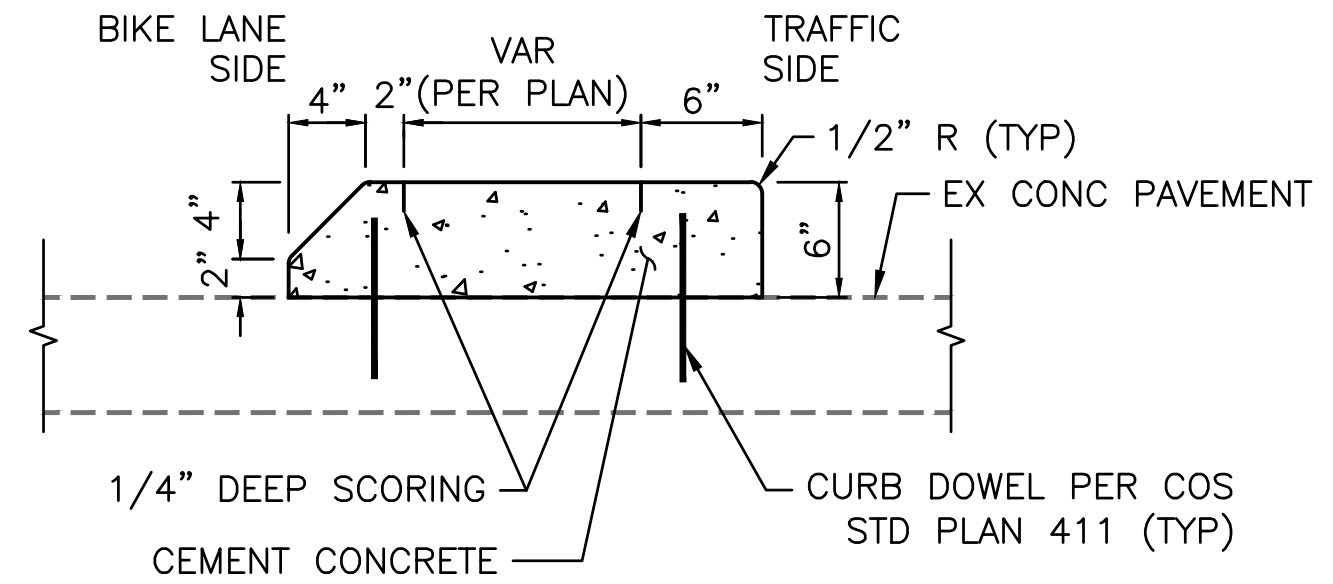 BIKE LANE
SIDE
VAR
(PER PLAN)
TRAFFIC
SIDE
4”
2”
6”
1/2” R (TYP)
EX CONC PAVEMENT
4”
2”
6”
1/4” DEEP SCORING
CEMENT CONCRETE
CURB DOWEL PER COS
STD PLAN 411 (TYP)